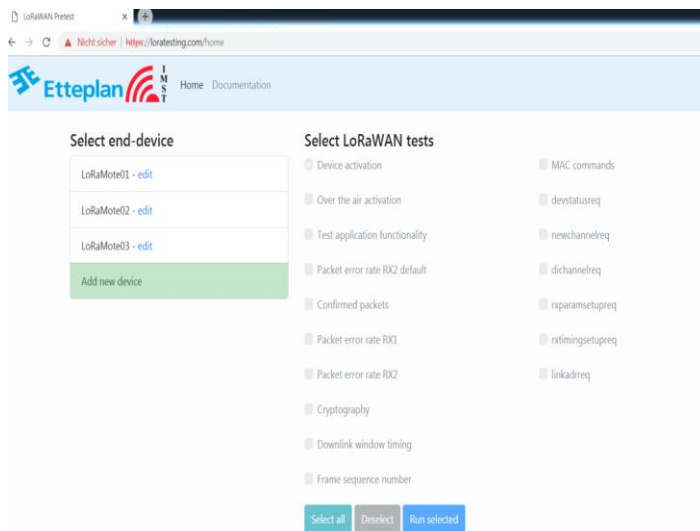 LoRaWAN Pretest
Nicht sicher | https://loratesting.com/home
Etteplan IMST Home Documentation
Select end-device
LoRaMote01 - edit
LoRaMote02 - edit
LoRaMote03 - edit
Add new device
Select LoRaWAN tests
Device activation
Over the air activation
Test application functionality
Packet error rate RX2 default
Confirmed packets
Packet error rate RX1
Packet error rate RX2
Cryptography
Downlink window timing
Frame sequence number
MAC commands
devstatusreq
newchannelreq
dichannelreq
rxparamsetupreq
rxtimingsetupreq
linkadrreq
Select all Deselect Run selected